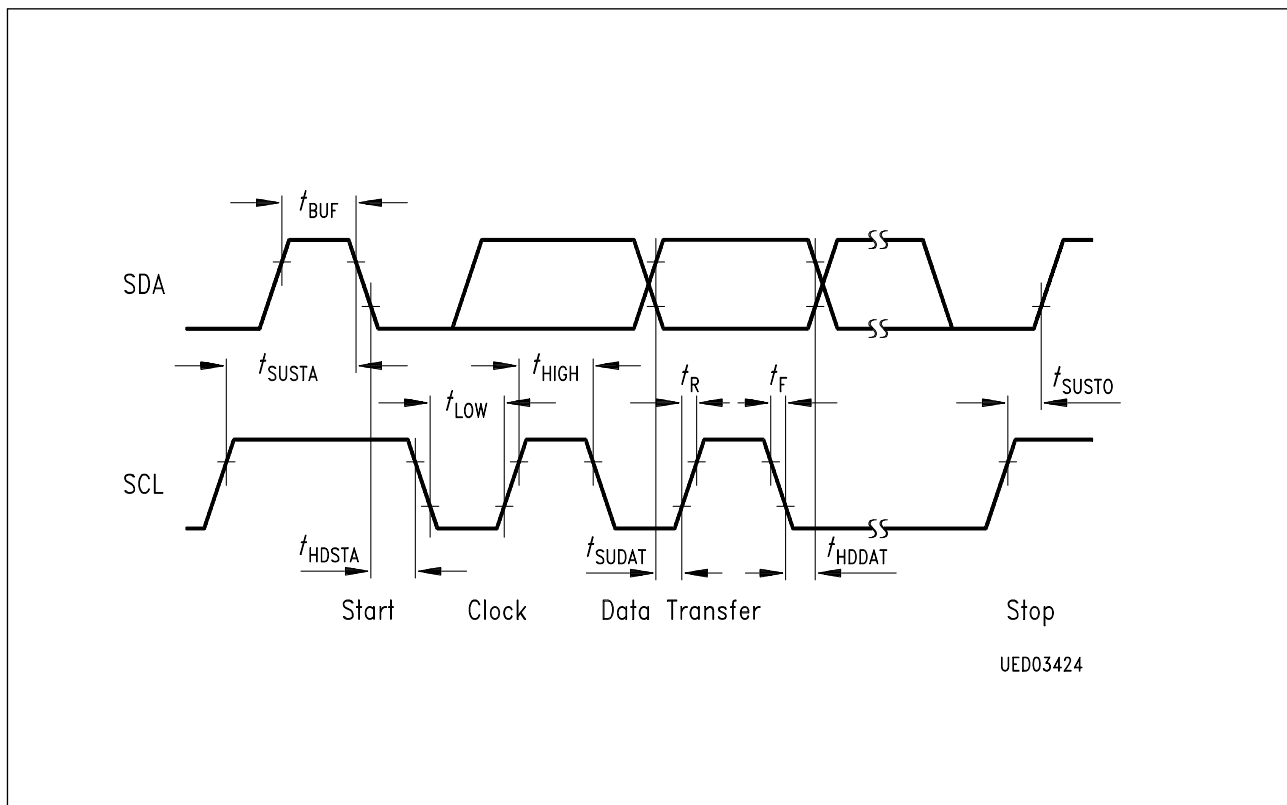 tBUF
SDA
tSUSTA
tHIGH
tR
tF
tSUSTO
tLOW
SCL
tHDSTA
tSUDAT
tHDDAT
Start
Clock
Data Transfer
Stop
UED03424